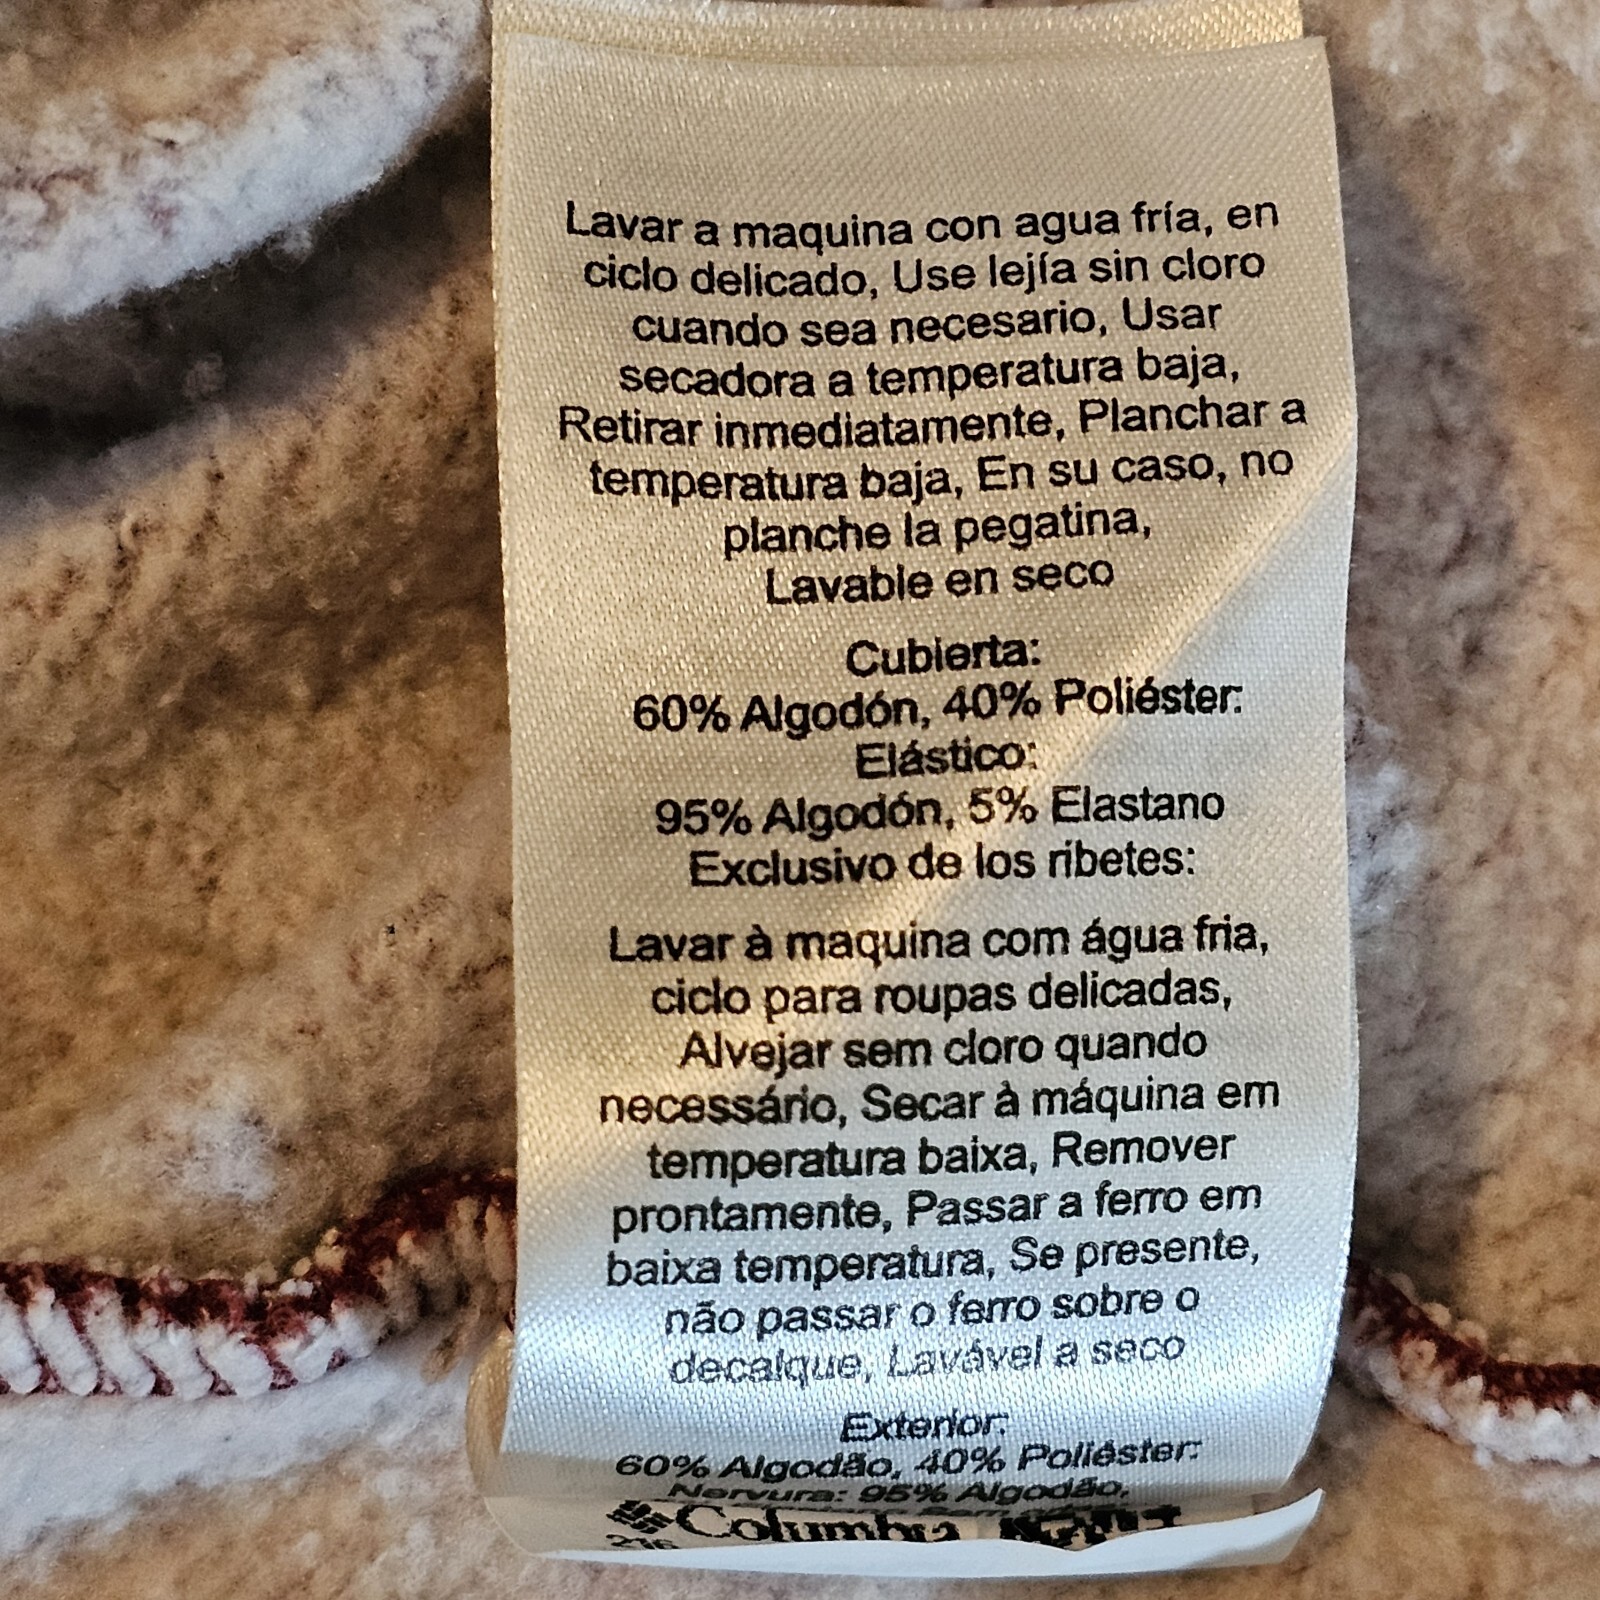 Lavar a maquina con agua fría, en
ciclo delicado, Use lejía sin cloro
cuando sea necesario, Usar
secadora a temperatura baja,
Retirar inmediatamente, Planchar a
temperatura baja, En su caso, no
planche la pegatina,
Lavable en seco
Cubierta:
60% Algodón, 40% Poliéster:
Elástico:
95% Algodón, 5% Elastano
Exclusivo de los ribetes:
Lavar à maquina com água fria,
ciclo para roupas delicadas,
Alvejar sem cloro quando
necessário, Secar à máquina em
temperatura baixa, Remover
prontamente, Passar a ferro em
baixa temperatura, Se presente,
não passar o ferro sobre o
decalque, Lavável a seco
Exterior:
60% Algodão, 40% Poliéster:
Nervura: 95% Algodão,
Columbia